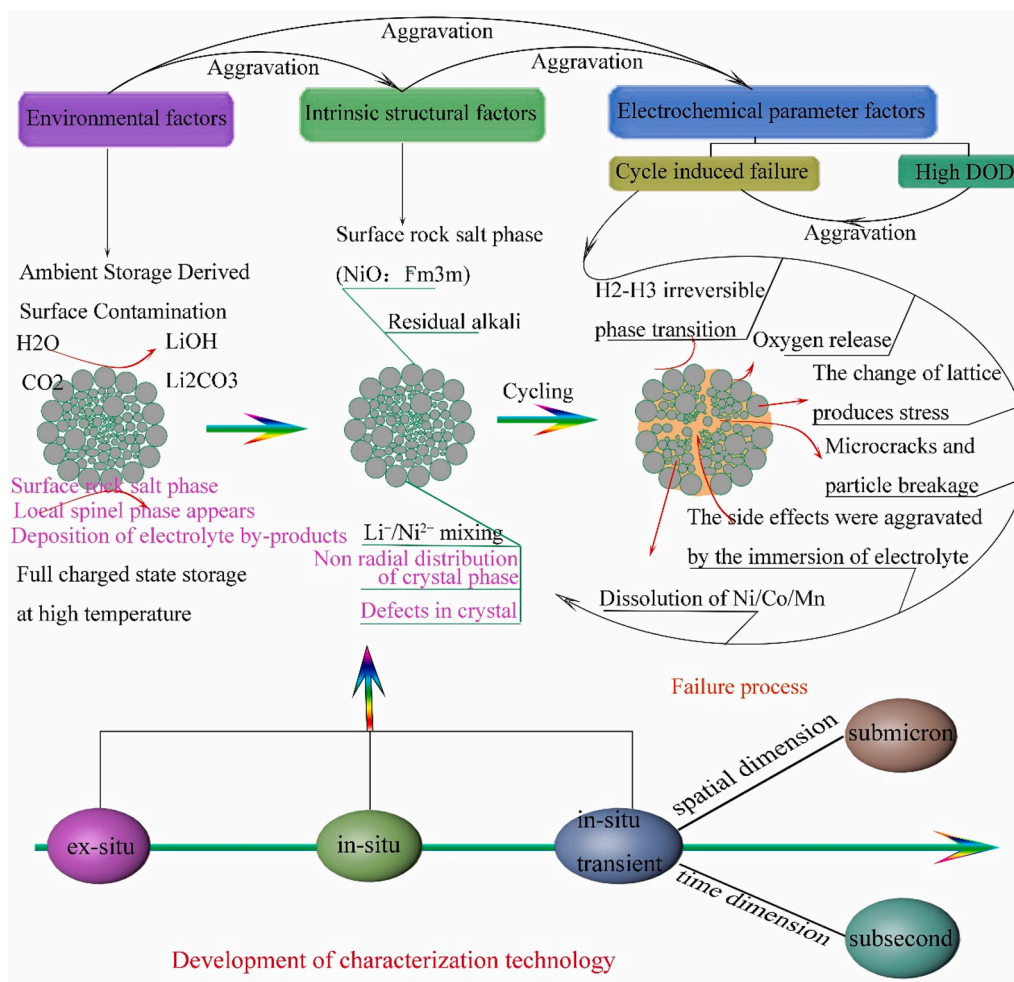 Aggravation
Aggravation
Aggravation
Environmental factors
Intrinsic structural factors
Electrochemical parameter factors
Cycle induced failure
High DOD
Aggravation
Ambient Storage Derived
Surface Contamination
H2O
LiOH
CO2
Li2CO3
Surface rock salt phase
Loeal spinel phase appears
Deposition of electrolyte by-products
Full charged state storage
at high temperature
Surface rock salt phase
(NiO: Fm3m)
Residual alkali
Cycling
Li⁻/Ni²⁻ mixing
Non radial distribution
of crystal phase
Defects in crystal
H2-H3 irreversible
phase transition
Oxygen release
The change of lattice
produces stress
Microcracks and
particle breakage
The side effects were aggravated
by the immersion of electrolyte
Dissolution of Ni/Co/Mn
Failure process
ex-situ
in-situ
in-situ
transient
spatial dimension
submicron
time dimension
subsecond
Development of characterization technology